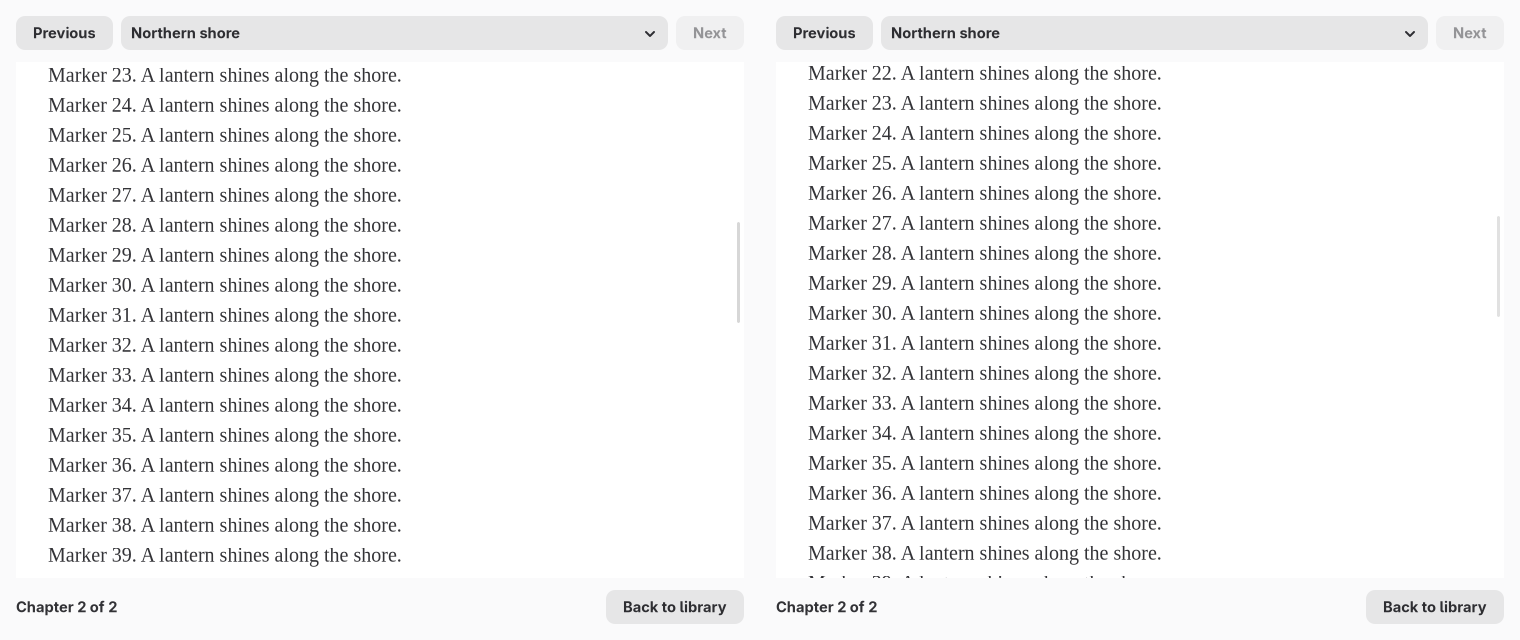 Previous
Northern shore
Next
Marker 23. A lantern shines along the shore.
Marker 24. A lantern shines along the shore.
Marker 25. A lantern shines along the shore.
Marker 26. A lantern shines along the shore.
Marker 27. A lantern shines along the shore.
Marker 28. A lantern shines along the shore.
Marker 29. A lantern shines along the shore.
Marker 30. A lantern shines along the shore.
Marker 31. A lantern shines along the shore.
Marker 32. A lantern shines along the shore.
Marker 33. A lantern shines along the shore.
Marker 34. A lantern shines along the shore.
Marker 35. A lantern shines along the shore.
Marker 36. A lantern shines along the shore.
Marker 37. A lantern shines along the shore.
Marker 38. A lantern shines along the shore.
Marker 39. A lantern shines along the shore.
Chapter 2 of 2
Back to library
Previous
Northern shore
Next
Marker 22. A lantern shines along the shore.
Marker 23. A lantern shines along the shore.
Marker 24. A lantern shines along the shore.
Marker 25. A lantern shines along the shore.
Marker 26. A lantern shines along the shore.
Marker 27. A lantern shines along the shore.
Marker 28. A lantern shines along the shore.
Marker 29. A lantern shines along the shore.
Marker 30. A lantern shines along the shore.
Marker 31. A lantern shines along the shore.
Marker 32. A lantern shines along the shore.
Marker 33. A lantern shines along the shore.
Marker 34. A lantern shines along the shore.
Marker 35. A lantern shines along the shore.
Marker 36. A lantern shines along the shore.
Marker 37. A lantern shines along the shore.
Marker 38. A lantern shines along the shore.
Chapter 2 of 2
Back to library